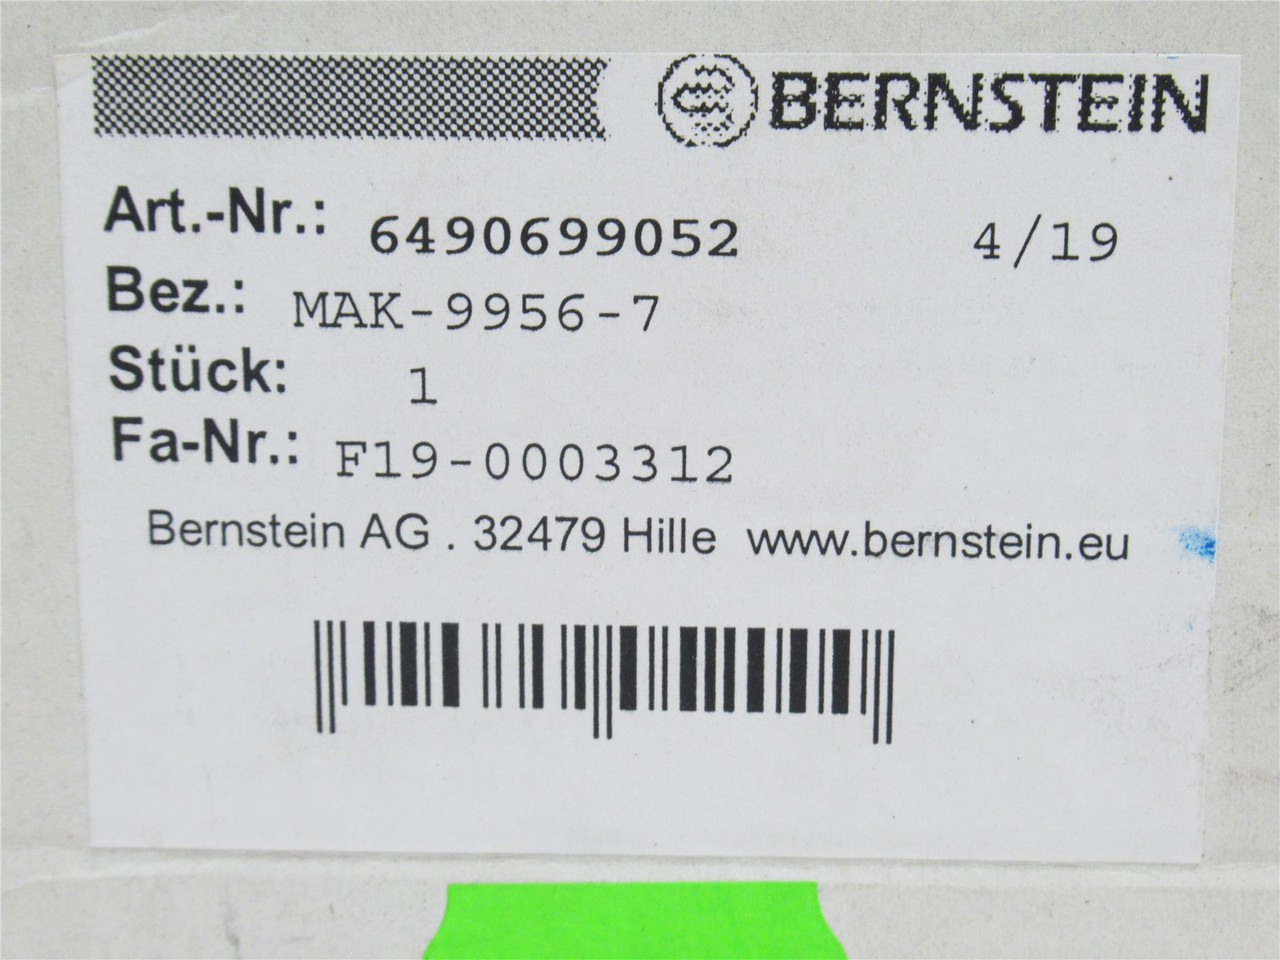 BERNSTEIN
Art.-Nr.: 6490699052 4/19
Bez.: MAK-9956-7
Stück: 1
Fa-Nr.: F19-0003312
Bernstein AG . 32479 Hille www.bernstein.eu